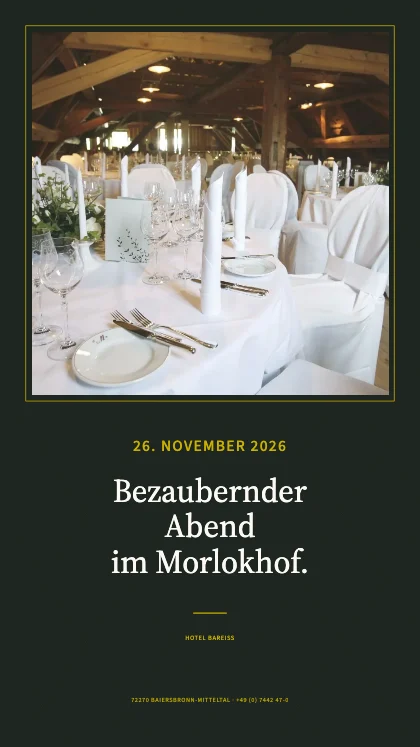 26. NOVEMBER 2026
Bezaubernder
Abend
im Morlokhof.
HOTEL BAREISS
72270 BAIERSBRONN-MITTELTAL · +49 (0) 7442 47-0